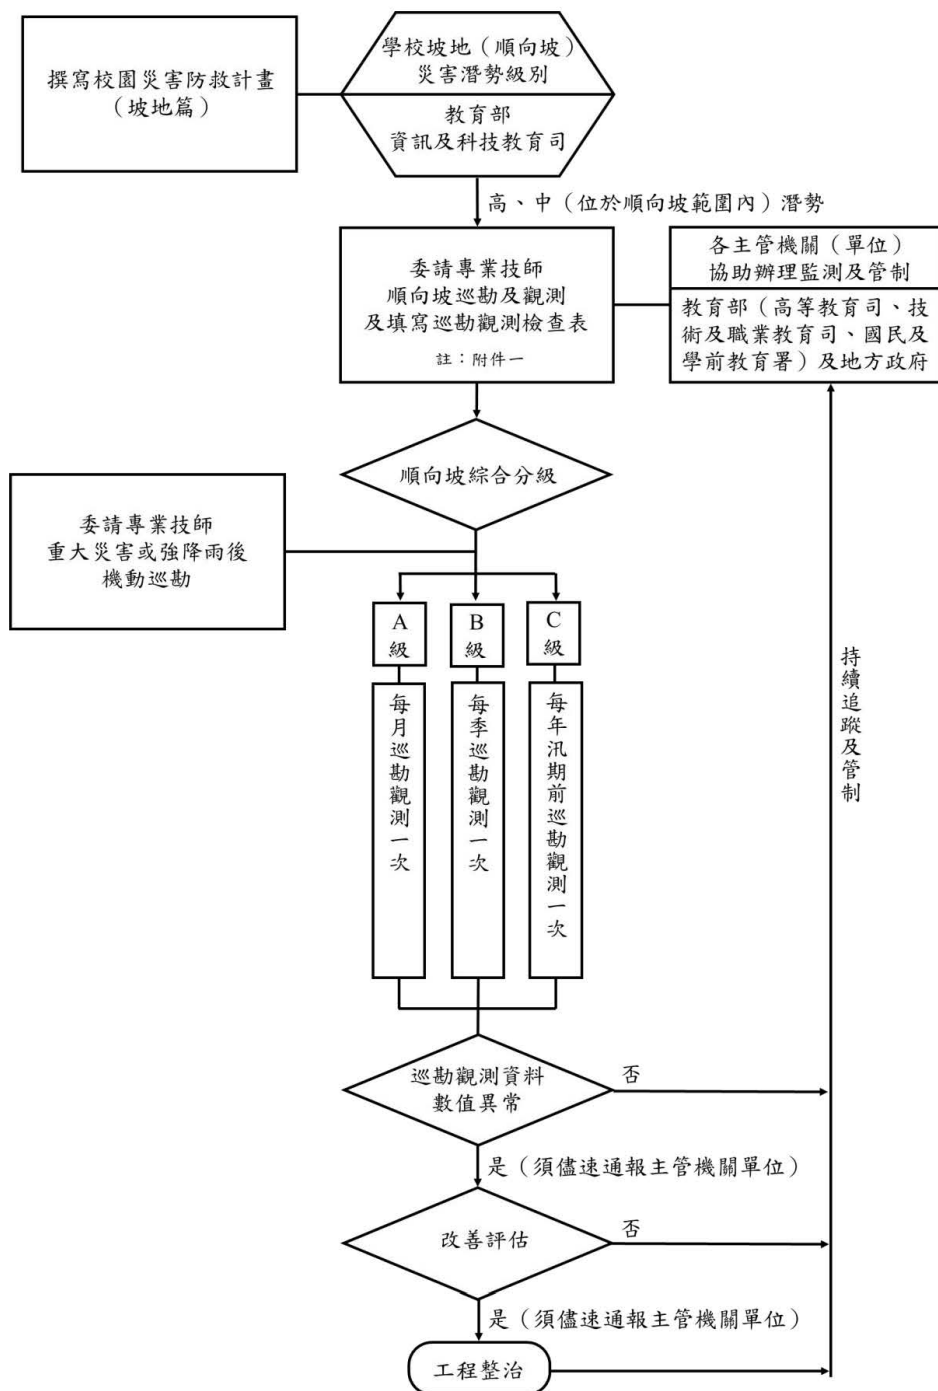 撰寫校園災害防救計畫
（坡地篇）
學校坡地（順向坡）
災害潛勢級別
教育部
資訊及科技教育司
高、中（位於順向坡範圍內）潛勢
委請專業技師
順向坡巡勘及觀測
及填寫巡勘觀測檢查表
註：附件一
各主管機關（單位）
協助辦理監測及管制
教育部（高等教育司、技
術及職業教育司、國民及
學前教育署）及地方政府
順向坡綜合分級
委請專業技師
重大災害或強降雨後
機動巡勘
A
級
B
級
C
級
每月巡勘觀測一次
每季巡勘觀測一次
每年汛期前巡勘觀測一次
持續追蹤及管制
巡勘觀測資料
數值異常
否
是（須儘速通報主管機關單位）
改善評估
否
是（須儘速通報主管機關單位）
工程整治